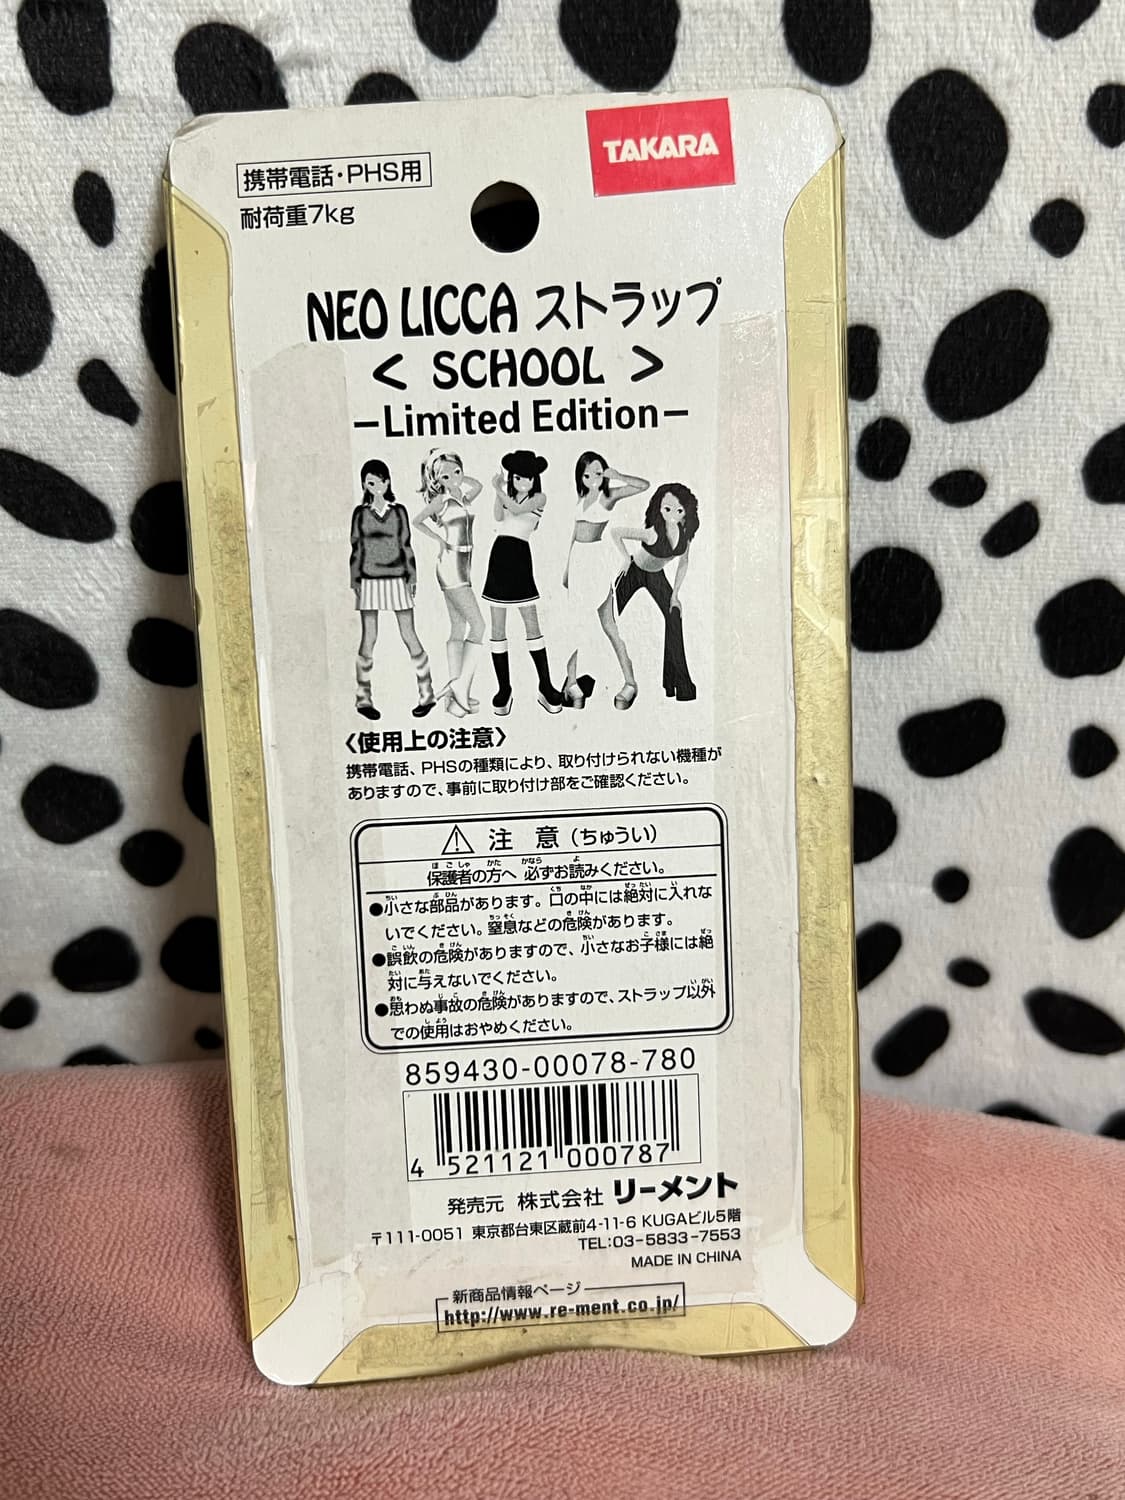 TAKARA
携帯電話・PHS用
耐荷重7kg
NEO LICCA ストラップ
< SCHOOL >
-Limited Edition-
〈使用上の注意〉
携帯電話、PHSの種類により、取り付けられない機種が
ありますので、事前に取り付け部をご確認ください。
⚠ 注 意 (ちゅうい)
保護者の方へ 必ずお読みください。
●小さな部品があります。口の中には絶対に入れな
いでください。窒息などの危険があります。
●誤飲の危険がありますので、小さなお子様には絶
対に与えないでください。
●思わぬ事故の危険がありますので、ストラップ以外
での使用はおやめください。
859430-00078-780
4 521121 000787
発売元 株式会社 リーメント
〒111-0051 東京都台東区蔵前4-11-6 KUGAビル5階
TEL:03-5833-7553
MADE IN CHINA
新商品情報ページ
http://www.re-ment.co.jp/